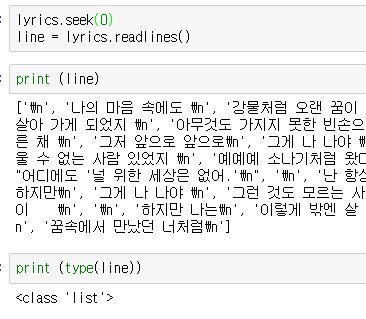 lyrics.seek(0)
line = lyrics.readlines()
print (line)
['₩n', '나의 마음 속에도 ₩n', '강물처럼 오랜 꿈이
살아 가게 되었지 ₩n', '아무것도 가지지 못한 빈손으
른 채 ₩n', '그저 앞으로 앞으로₩n', '그게 나 나야 ₩
울 수 없는 사람 있었지 ₩n', '예예예 소나기처럼 왔다
"어디에도 '널 위한 세상은 없어.'₩n", '₩n', '난 항상
하지만₩n', '그게 나 나야 ₩n', '그런 것도 모르는 사
이 ₩n', '₩n', '하지만 나는₩n', '이렇게 밖엔 살
n', '꿈속에서 만났던 너처럼₩n']
print (type(line))
<class 'list'>